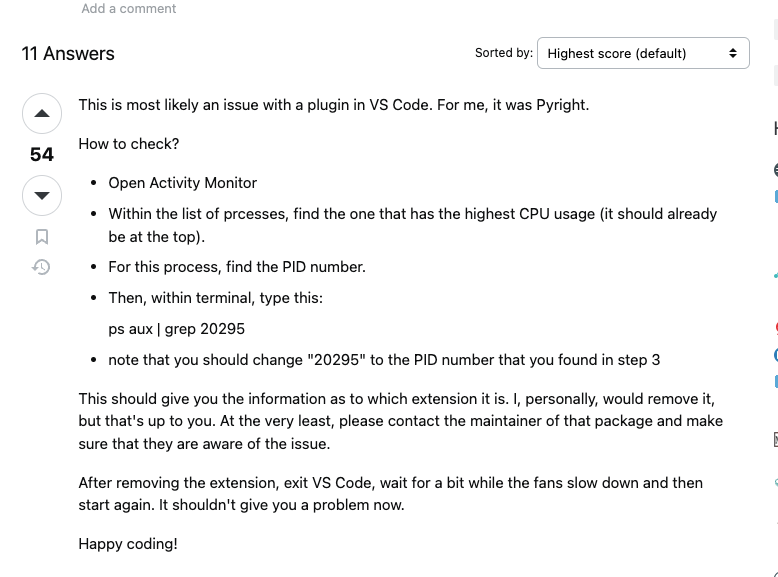 Add a comment
11 Answers
Sorted by:
Highest score (default)
This is most likely an issue with a plugin in VS Code. For me, it was Pyright.
How to check?
54
• Open Activity Monitor
• Within the list of prcesses, find the one that has the highest CPU usage (it should already
be at the top).
• For this process, find the PID number.
• Then, within terminal, type this:
ps aux | grep 20295
• note that you should change "20295" to the PID number that you found in step 3
This should give you the information as to which extension it is. I, personally, would remove it,
but that's up to you. At the very least, please contact the maintainer of that package and make
sure that they are aware of the issue.
After removing the extension, exit VS Code, wait for a bit while the fans slow down and then
start again. It shouldn't give you a problem now.
Happy coding!